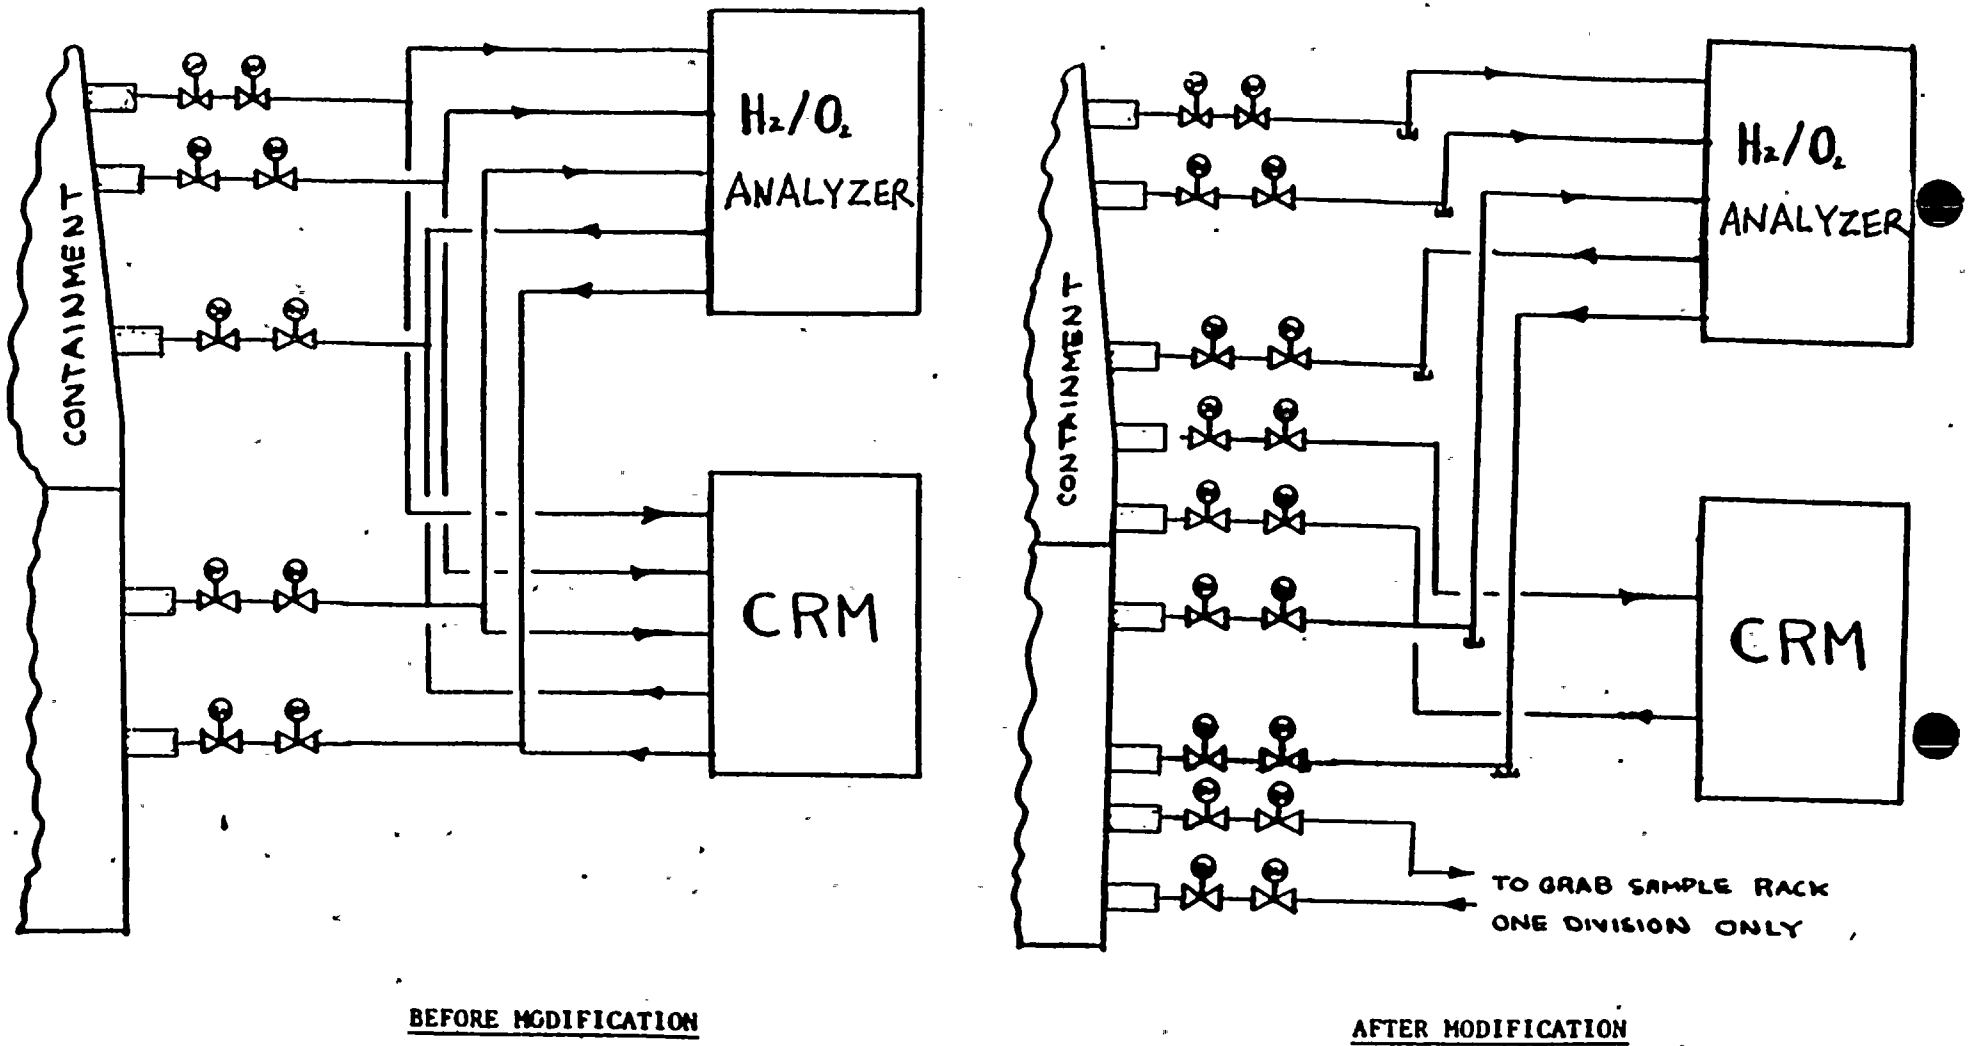 CONTAINMENT
H₂/O₂
ANALYZER
CRM
BEFORE MODIFICATION
CONTAINMENT
H₂/O₂
ANALYZER
CRM
TO GRAB SAMPLE RACK
ONE DIVISION ONLY
AFTER MODIFICATION